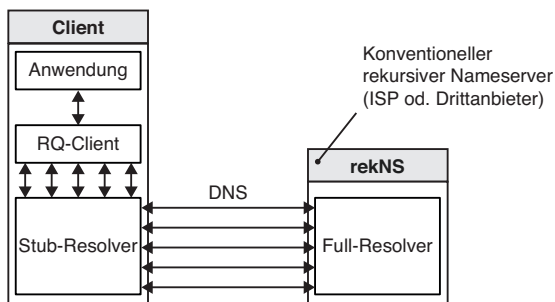 Client
Anwendung
RQ-Client
Stub-Resolver
DNS
Konventioneller
rekursiver Nameserver
(ISP od. Drittanbieter)
rekNS
Full-Resolver